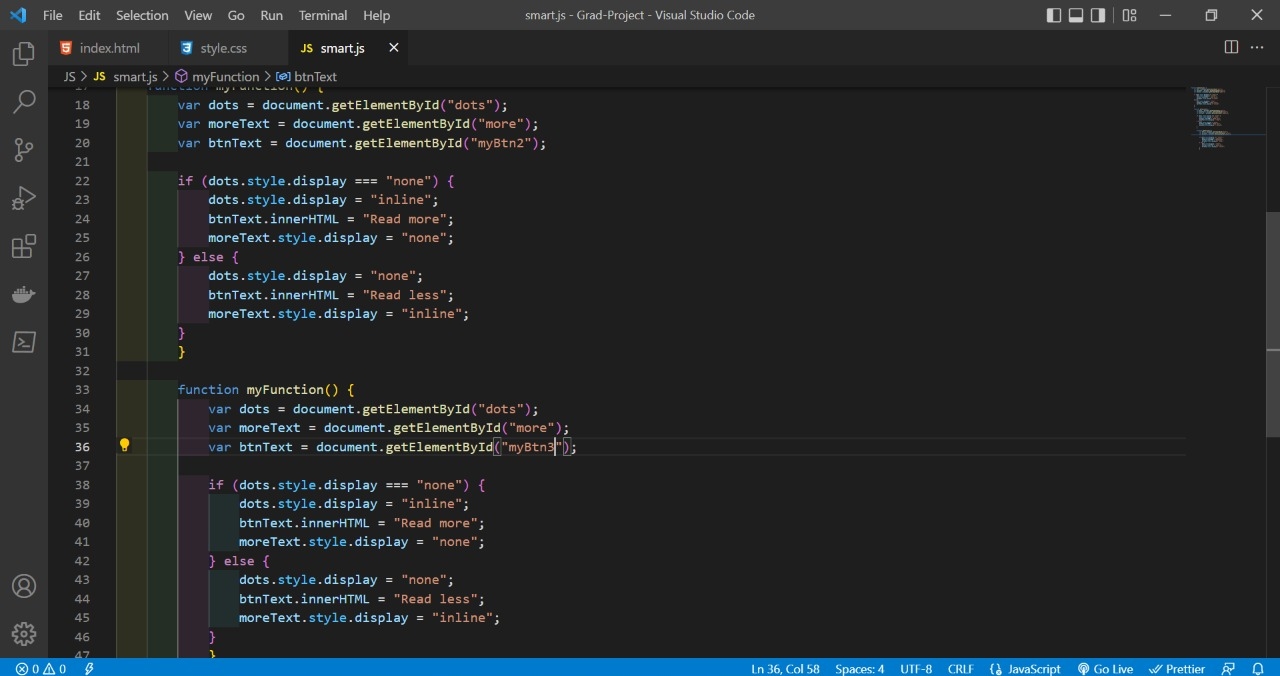 File Edit Selection View Go Run Terminal Help smart.js - Grad-Project - Visual Studio Code
index.html style.css JS smart.js
JS > JS smart.js > myFunction > btnText
17 function myFunction() {
18 var dots = document.getElementById("dots");
19 var moreText = document.getElementById("more");
20 var btnText = document.getElementById("myBtn2");
21
22 if (dots.style.display === "none") {
23 dots.style.display = "inline";
24 btnText.innerHTML = "Read more";
25 moreText.style.display = "none";
26 } else {
27 dots.style.display = "none";
28 btnText.innerHTML = "Read less";
29 moreText.style.display = "inline";
30 }
31 }
32
33 function myFunction() {
34 var dots = document.getElementById("dots");
35 var moreText = document.getElementById("more");
36 var btnText = document.getElementById("myBtn3");
37
38 if (dots.style.display === "none") {
39 dots.style.display = "inline";
40 btnText.innerHTML = "Read more";
41 moreText.style.display = "none";
42 } else {
43 dots.style.display = "none";
44 btnText.innerHTML = "Read less";
45 moreText.style.display = "inline";
46 }
47 }
0 0 Ln 36, Col 58 Spaces: 4 UTF-8 CRLF {} JavaScript Go Live Prettier